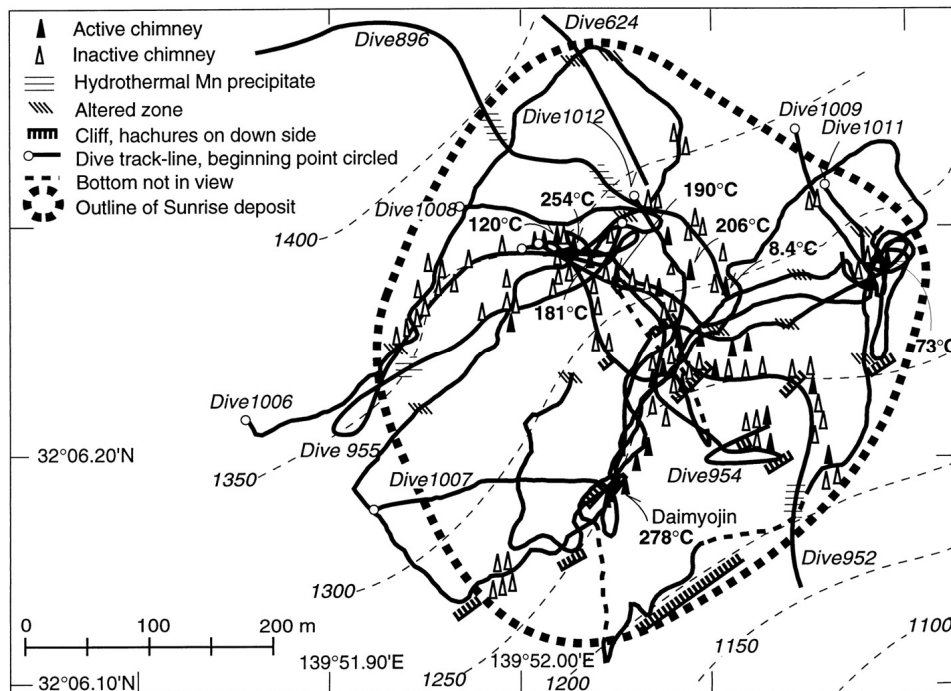 Active chimney
Inactive chimney
Hydrothermal Mn precipitate
Altered zone
Cliff, hachures on down side
Dive track-line, beginning point circled
Bottom not in view
Outline of Sunrise deposit
Dive896
Dive624
Dive1012
Dive1009
Dive1011
Dive1008
254°C
190°C
120°C
206°C
8.4°C
1400
181°C
73°C
Dive1006
Dive 955
32°06.20'N
1350
Dive1007
Dive954
Daimyojin
278°C
Dive952
1300
0 100 200 m
139°51.90'E
139°52.00'E
1250
1200
1150
1100
32°06.10'N